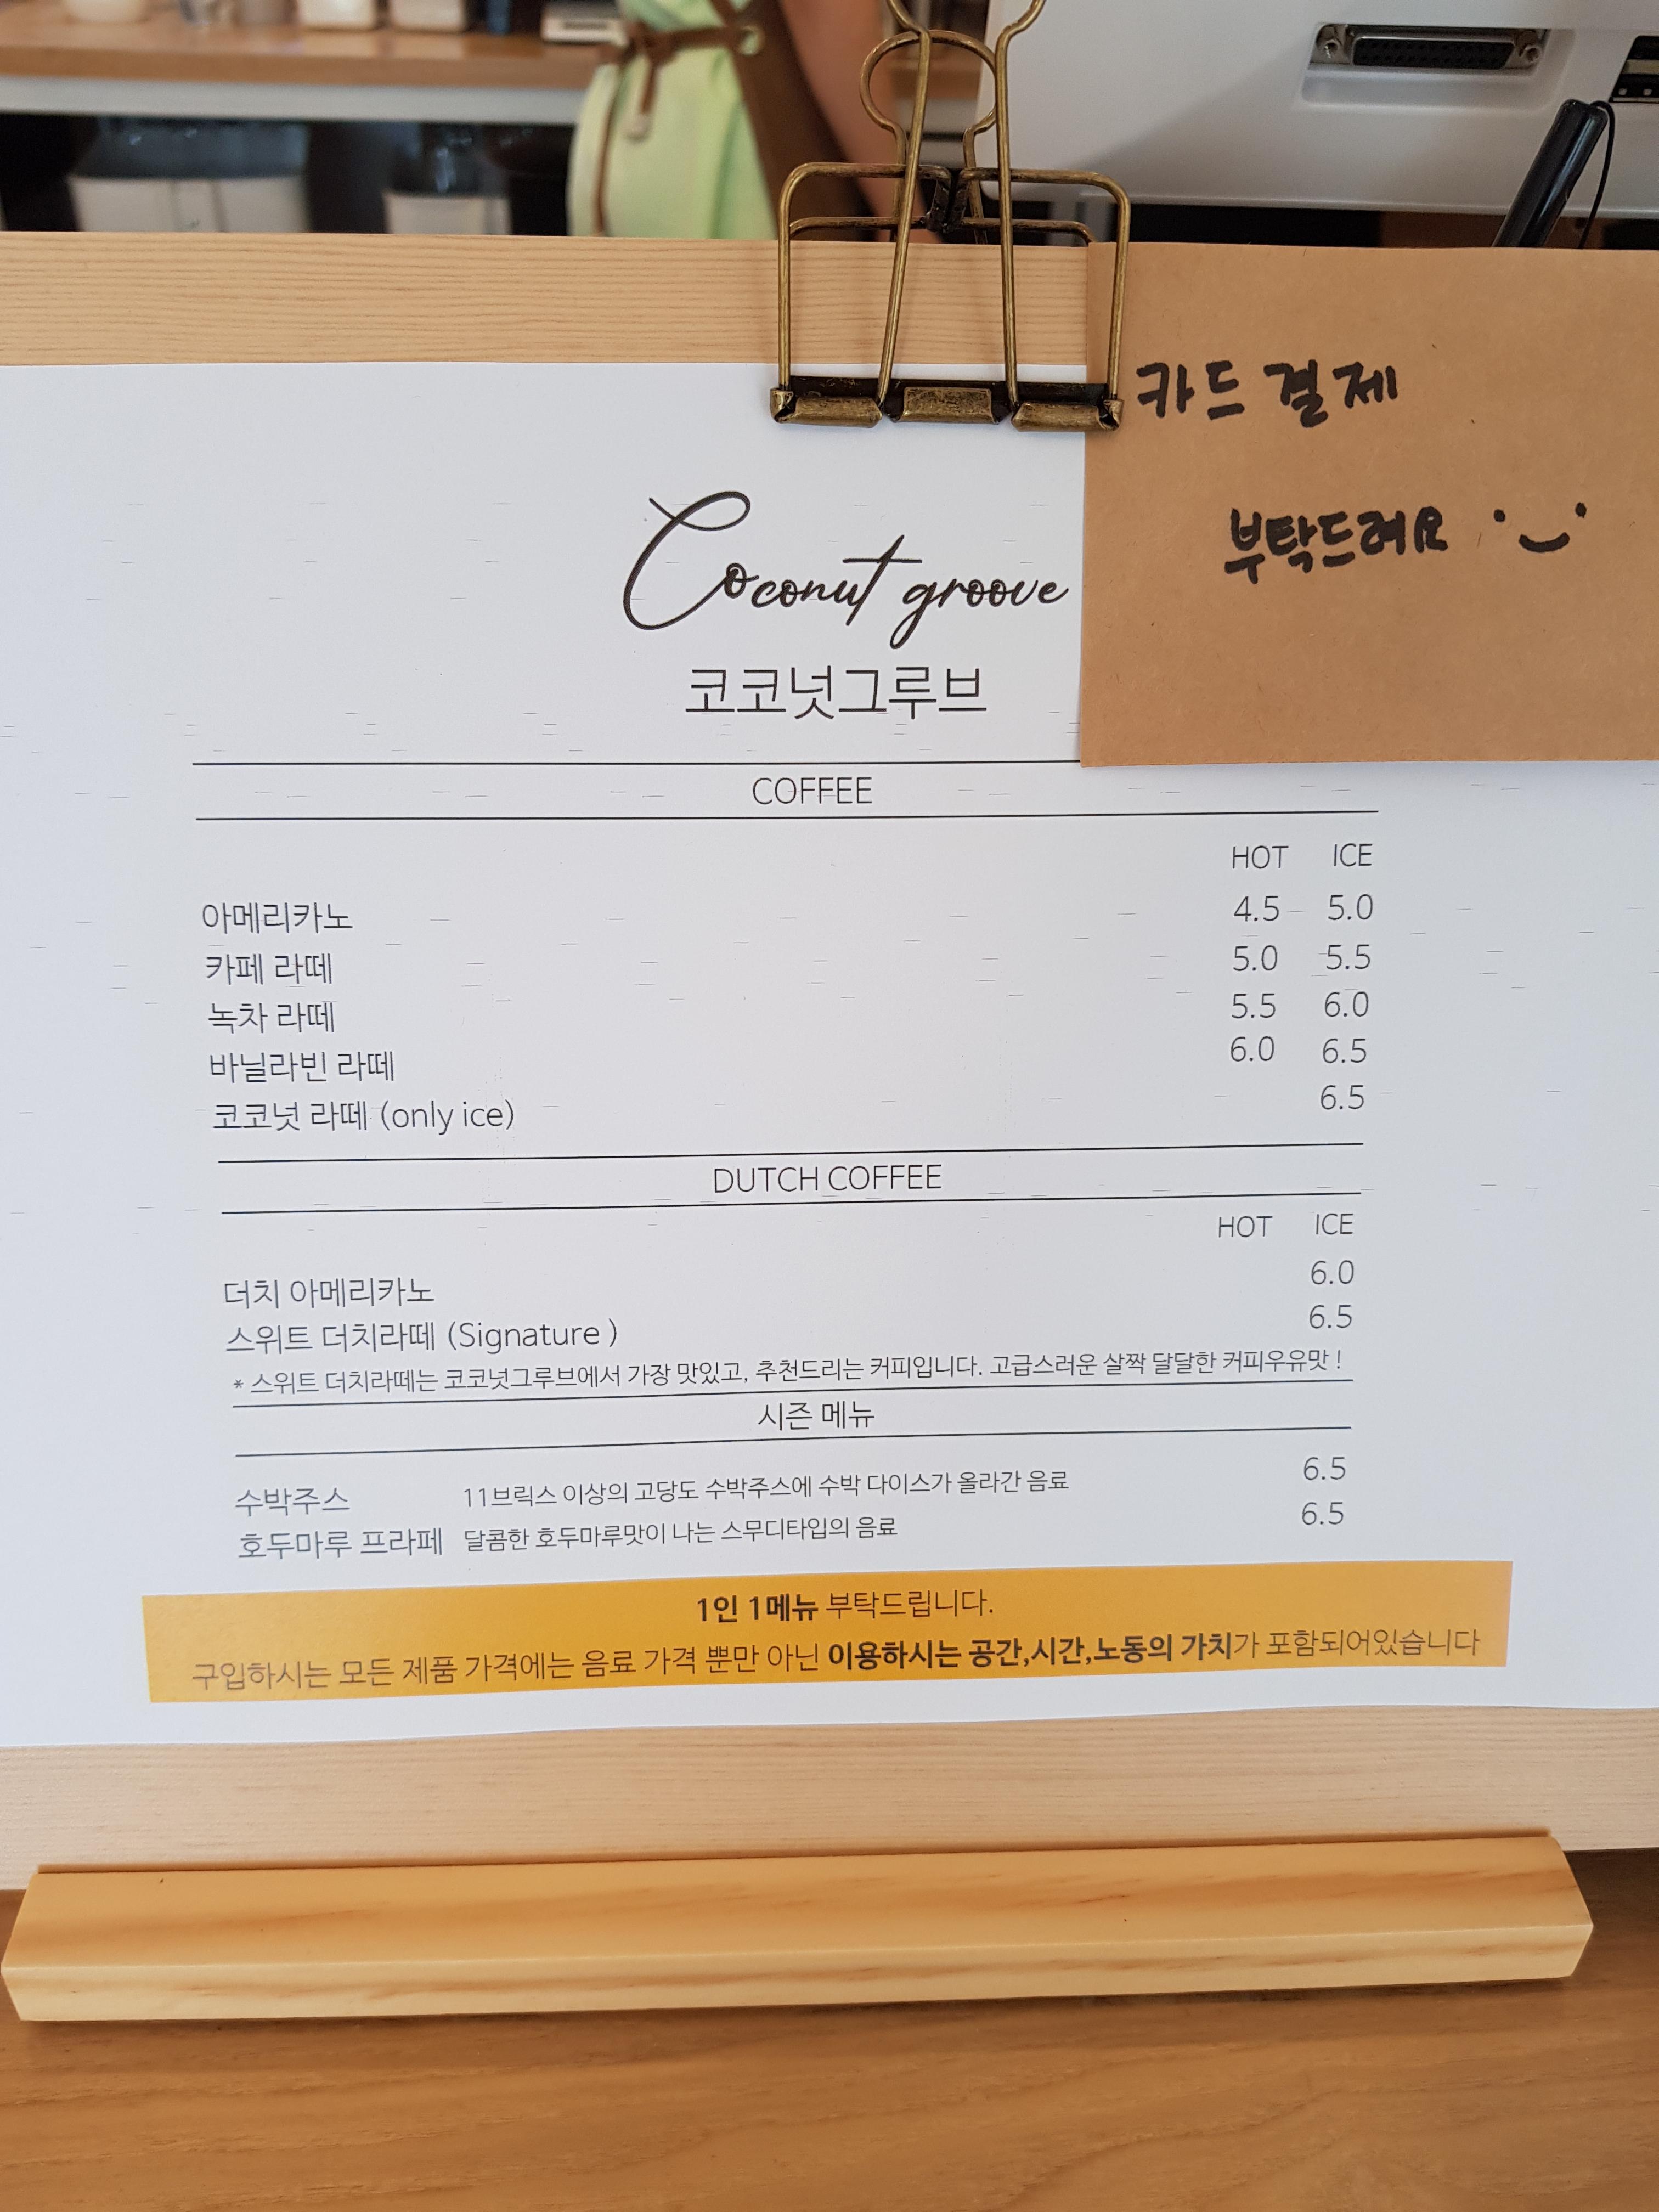 카드 결제
부탁드려요
Coconut groove
코코넛그루브
COFFEE
HOT ICE
아메리카노 4.5 5.0
카페 라떼 5.0 5.5
녹차 라떼 5.5 6.0
바닐라빈 라떼 6.0 6.5
코코넛 라떼 (only ice) 6.5
DUTCH COFFEE
HOT ICE
더치 아메리카노 6.0
스위트 더치라떼 (Signature ) 6.5
* 스위트 더치라떼는 코코넛그루브에서 가장 맛있고, 추천드리는 커피입니다. 고급스러운 살짝 달달한 커피우유맛 !
시즌 메뉴
수박주스 11브릭스 이상의 고당도 수박주스에 수박 다이스가 올라간 음료 6.5
호두마루 프라페 달콤한 호두마루맛이 나는 스무디타입의 음료 6.5
1인 1메뉴 부탁드립니다.
구입하시는 모든 제품 가격에는 음료 가격 뿐만 아닌 이용하시는 공간,시간,노동의 가치가 포함되어있습니다